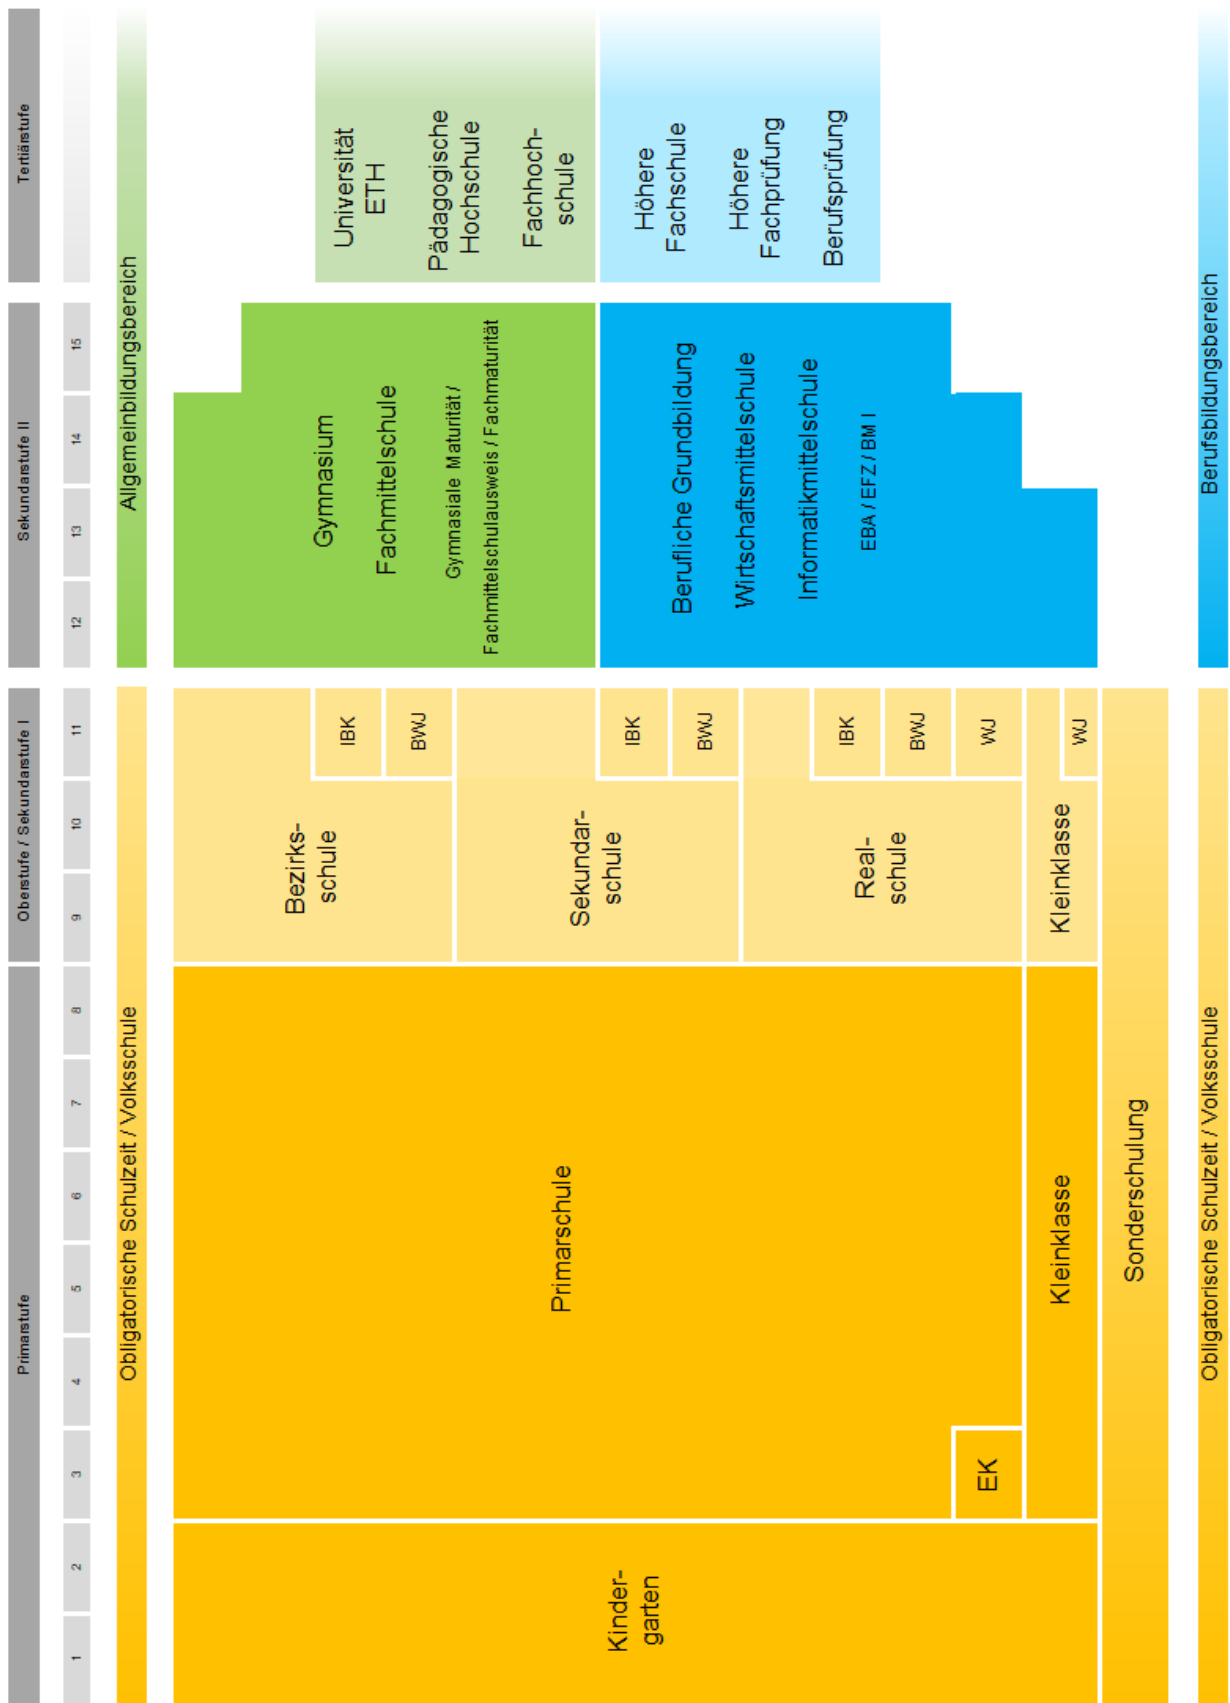 Primarstufe
Oberstufe / Sekundarstufe I
Sekundarstufe II
Tertiärstufe
1
2
3
4
5
6
7
8
9
10
11
12
13
14
15
Obligatorische Schulzeit / Volksschule
Allgemeinbildungsbereich
Kinder-
garten
Primarschule
EK
Kleinklasse
Bezirks-
schule
IBK
BWJ
Sekundar-
schule
IBK
BWJ
Real-
schule
IBK
BWJ
WJ
Kleinklasse
WJ
Sonderschulung
Gymnasium
Fachmittelschule
Gymnasiale Maturität /
Fachmittelschulausweis / Fachmaturität
Berufliche Grundbildung
Wirtschaftsmittelschule
Informatikmittelschule
EBA / EFZ / BM I
Universität
ETH
Pädagogische
Hochschule
Fachhoch-
schule
Höhere
Fachschule
Höhere
Fachprüfung
Berufsprüfung
Obligatorische Schulzeit / Volksschule
Berufsbildungsbereich